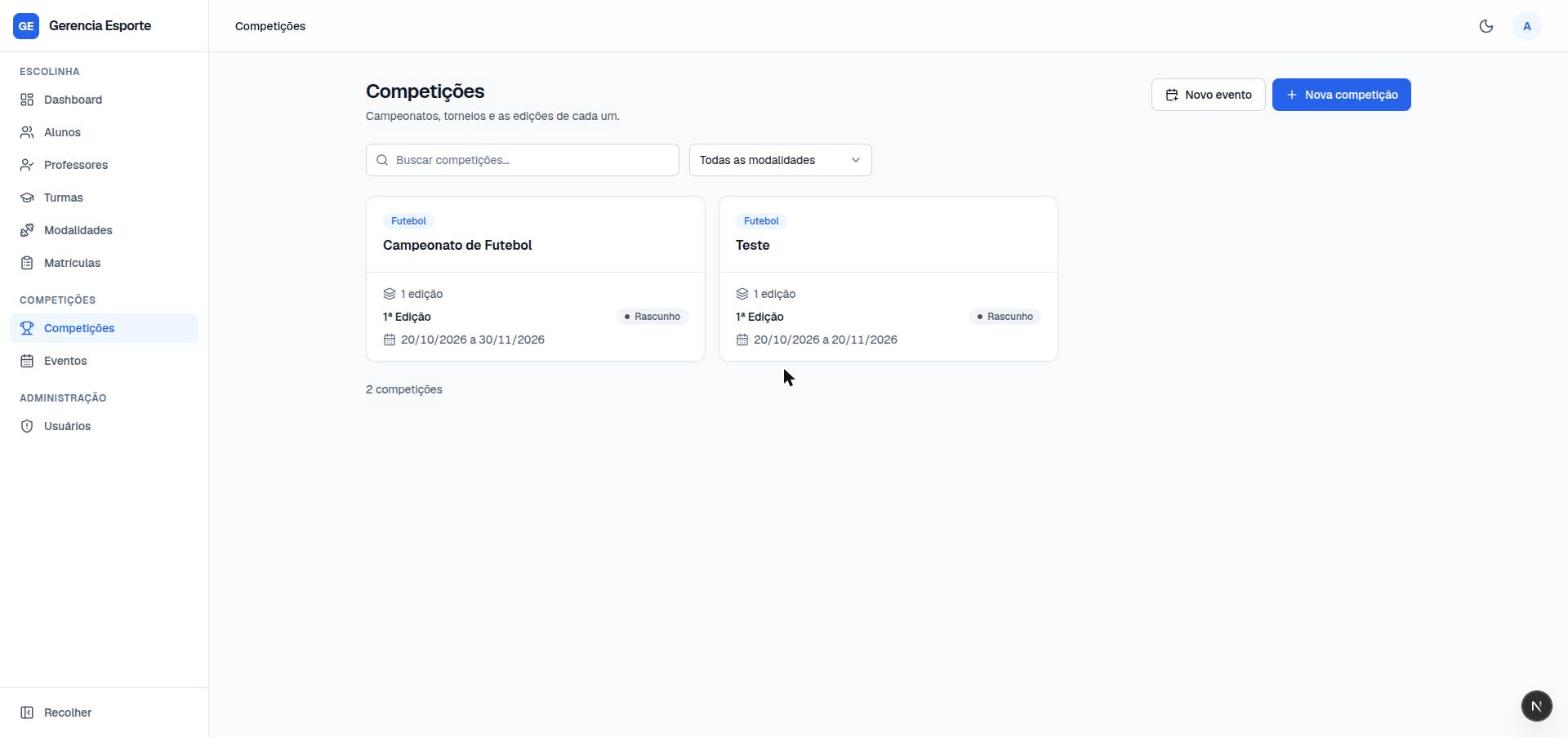 GE Gerencia Esporte
Competições
A
ESCOLINHA
Dashboard
Alunos
Professores
Turmas
Modalidades
Matrículas
COMPETIÇÕES
Competições
Eventos
ADMINISTRAÇÃO
Usuários
Recolher
Competições
Campeonatos, torneios e as edições de cada um.
Novo evento
Nova competição
Buscar competições...
Todas as modalidades
Futebol
Campeonato de Futebol
1 edição
1ª Edição
Rascunho
20/10/2026 a 30/11/2026
Futebol
Teste
1 edição
1ª Edição
Rascunho
20/10/2026 a 20/11/2026
2 competições
N